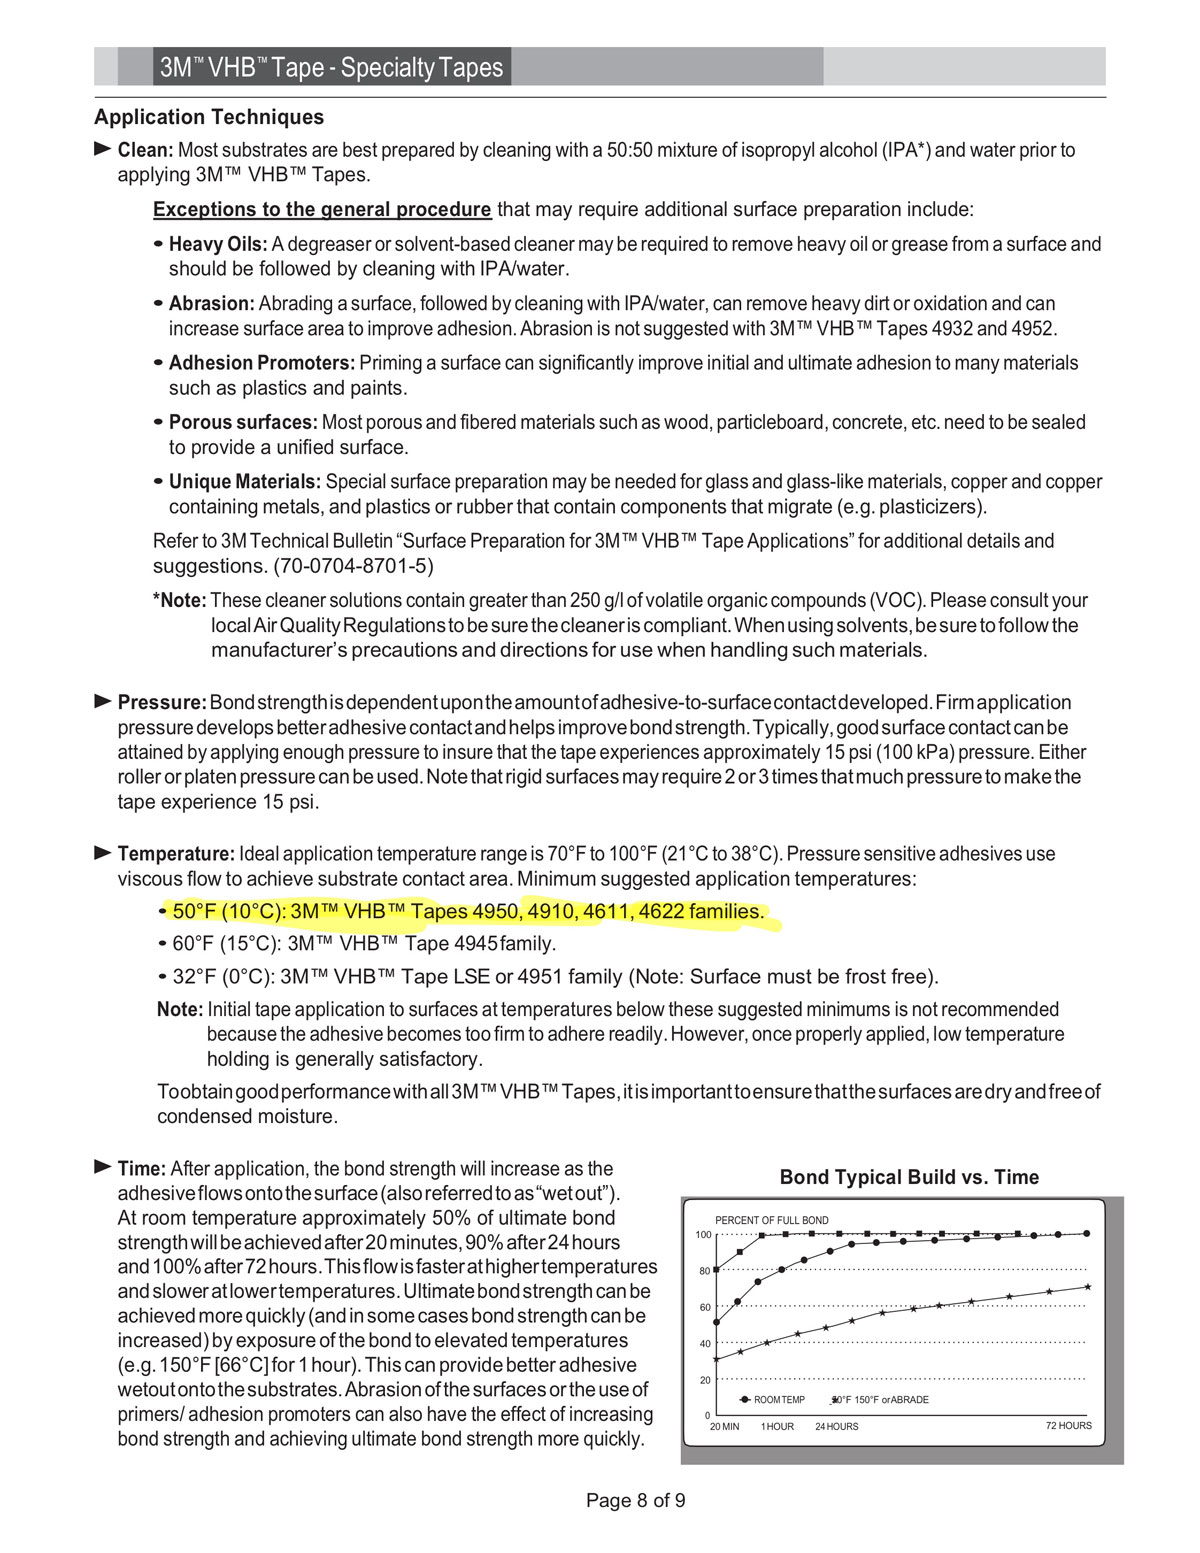 3M™ VHB™ Tape - Specialty Tapes
Application Techniques
► Clean: Most substrates are best prepared by cleaning with a 50:50 mixture of isopropyl alcohol (IPA*) and water prior to
applying 3M™ VHB™ Tapes.
Exceptions to the general procedure that may require additional surface preparation include:
• Heavy Oils: A degreaser or solvent-based cleaner may be required to remove heavy oil or grease from a surface and
should be followed by cleaning with IPA/water.
• Abrasion: Abrading a surface, followed by cleaning with IPA/water, can remove heavy dirt or oxidation and can
increase surface area to improve adhesion. Abrasion is not suggested with 3M™ VHB™ Tapes 4932 and 4952.
• Adhesion Promoters: Priming a surface can significantly improve initial and ultimate adhesion to many materials
such as plastics and paints.
• Porous surfaces: Most porous and fibered materials such as wood, particleboard, concrete, etc. need to be sealed
to provide a unified surface.
• Unique Materials: Special surface preparation may be needed for glass and glass-like materials, copper and copper
containing metals, and plastics or rubber that contain components that migrate (e.g. plasticizers).
Refer to 3M Technical Bulletin “Surface Preparation for 3M™ VHB™ Tape Applications” for additional details and
suggestions. (70-0704-8701-5)
*Note: These cleaner solutions contain greater than 250 g/l of volatile organic compounds (VOC). Please consult your
local Air Quality Regulations to be sure the cleaner is compliant. When using solvents, be sure to follow the
manufacturer’s precautions and directions for use when handling such materials.
► Pressure: Bond strength is dependent upon the amount of adhesive-to-surface contact developed. Firm application
pressure develops better adhesive contact and helps improve bond strength. Typically, good surface contact can be
attained by applying enough pressure to insure that the tape experiences approximately 15 psi (100 kPa) pressure. Either
roller or platen pressure can be used. Note that rigid surfaces may require 2 or 3 times that much pressure to make the
tape experience 15 psi.
► Temperature: Ideal application temperature range is 70°F to 100°F (21°C to 38°C). Pressure sensitive adhesives use
viscous flow to achieve substrate contact area. Minimum suggested application temperatures:
• 50°F (10°C): 3M™ VHB™ Tapes 4950, 4910, 4611, 4622 families.
• 60°F (15°C): 3M™ VHB™ Tape 4945 family.
• 32°F (0°C): 3M™ VHB™ Tape LSE or 4951 family (Note: Surface must be frost free).
Note: Initial tape application to surfaces at temperatures below these suggested minimums is not recommended
because the adhesive becomes too firm to adhere readily. However, once properly applied, low temperature
holding is generally satisfactory.
To obtain good performance with all 3M™ VHB™ Tapes, it is important to ensure that the surfaces are dry and free of
condensed moisture.
► Time: After application, the bond strength will increase as the
adhesive flows onto the surface (also referred to as “wet out”).
At room temperature approximately 50% of ultimate bond
strength will be achieved after 20 minutes, 90% after 24 hours
and 100% after 72 hours. This flow is faster at higher temperatures
and slower at lower temperatures. Ultimate bond strength can be
achieved more quickly (and in some cases bond strength can be
increased) by exposure of the bond to elevated temperatures
(e.g. 150°F [66°C] for 1 hour). This can provide better adhesive
wetout onto the substrates. Abrasion of the surfaces or the use of
primers/ adhesion promoters can also have the effect of increasing
bond strength and achieving ultimate bond strength more quickly.
Bond Typical Build vs. Time
PERCENT OF FULL BOND
100
80
60
40
20
0
ROOM TEMP 150°F or ABRADE
20 MIN 1 HOUR 24 HOURS 72 HOURS
Page 8 of 9